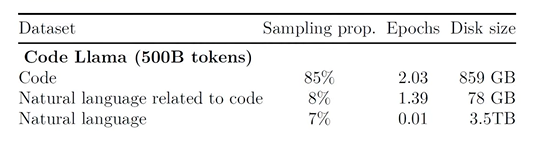 Dataset Sampling prop. Epochs Disk size
Code Llama (500B tokens)
Code 85% 2.03 859 GB
Natural language related to code 8% 1.39 78 GB
Natural language 7% 0.01 3.5TB